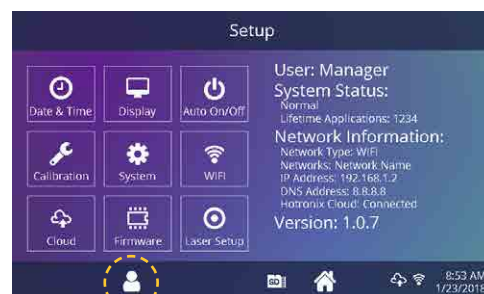 Setup
Date & Time
Display
Auto On/Off
Calibration
System
WIFI
Cloud
Firmware
Laser Setup
User: Manager
System Status:
Normal
Lifetime Applications: 1234
Network Information:
Network Type: WiFi
Networks: Network Name
IP Address: 192.168.1.2
DNS Address: 8.8.8.8
Hotronix Cloud: Connected
Version: 1.0.7
8:53 AM
1/23/2018